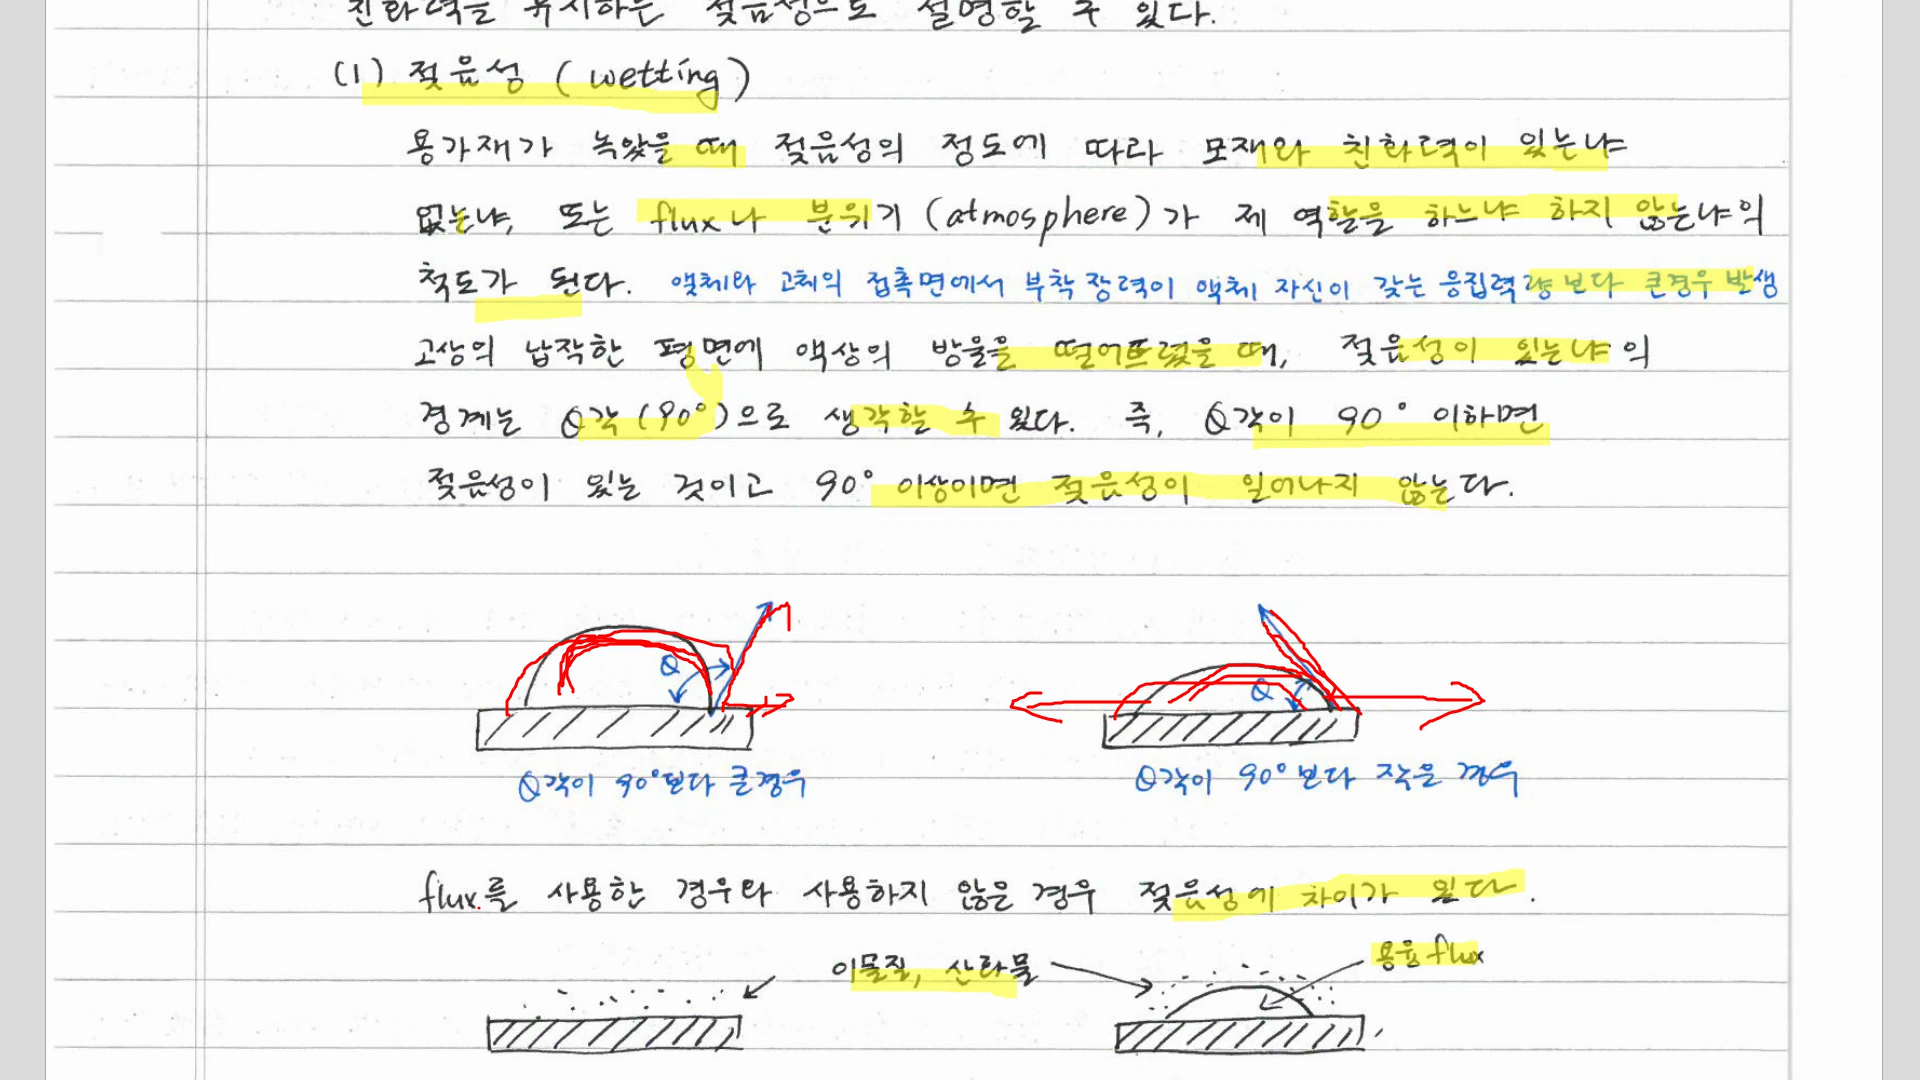 친화력을 유지하는 젖음성으로 설명할 수 있다.
(1) 젖음성 (wetting)
용가재가 녹았을 때 젖음성의 정도에 따라 모재와 친화력이 있는냐
없는냐, 또는 flux나 분위기 (atmosphere)가 제 역할을 하느냐 하지 않는냐의
척도가 된다. 액체와 고체의 접촉면에서 부착장력이 액체 자신이 갖는 응집력 량보다 큰경우 발생
고상의 납작한 평면에 액상의 방울을 떨어뜨렸을 때, 젖음성이 있는냐의
경계는 θ각 (90°)으로 생각할 수 있다. 즉, θ각이 90° 이하면
젖음성이 있는 것이고 90° 이상이면 젖음성이 일어나지 않는다.
θ
θ
θ각이 90°보다 클경우
θ각이 90°보다 작은 경우
flux를 사용한 경우와 사용하지 않은 경우 젖음성에 차이가 있다.
이물질, 산화물
용융 flux